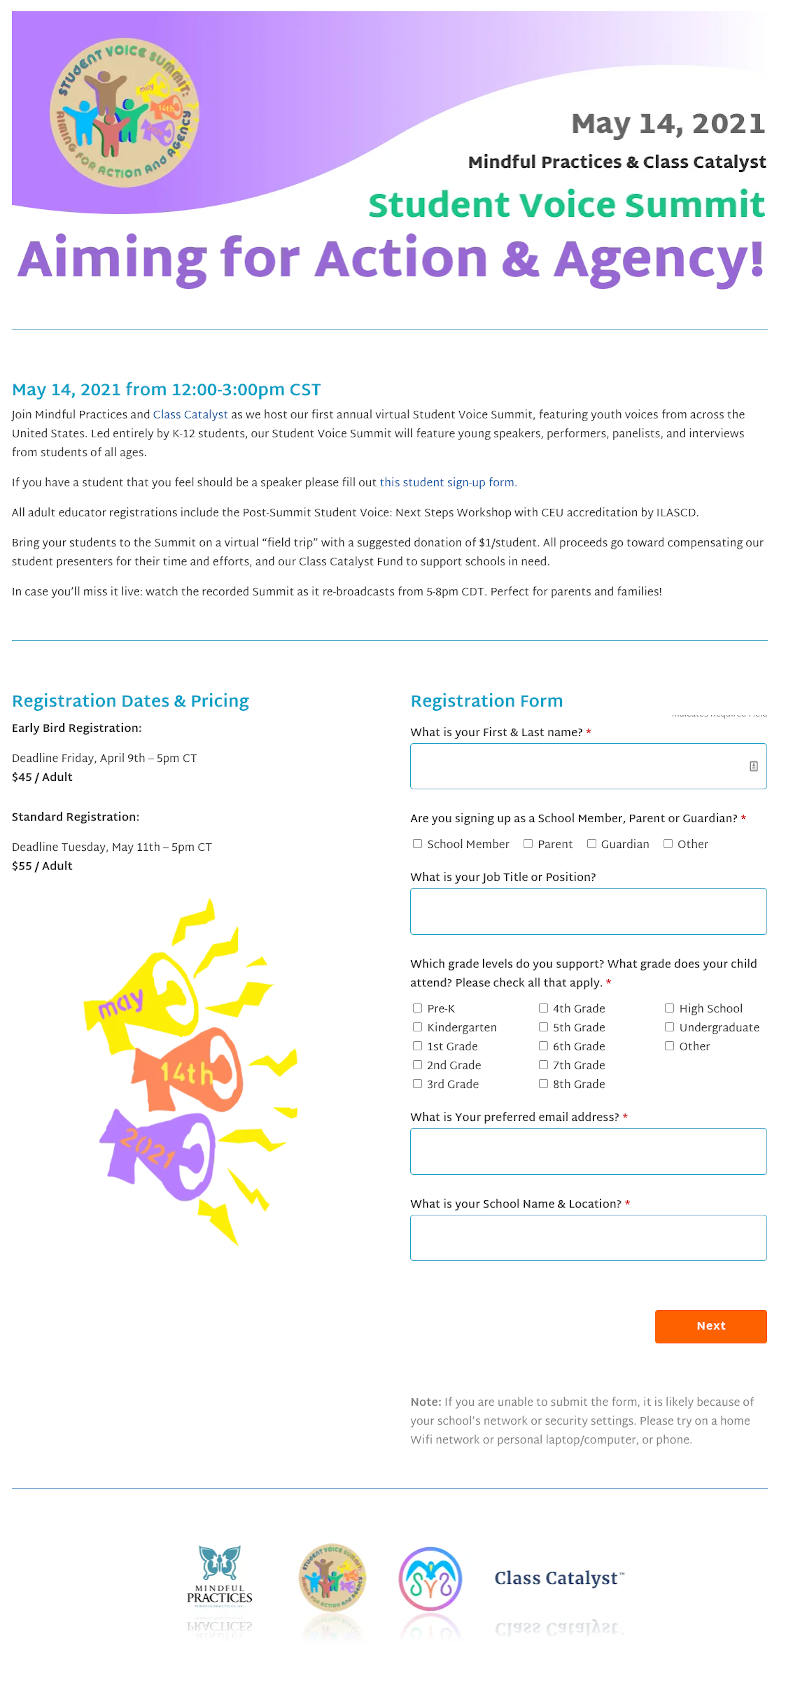 STUDENT VOICE SUMMIT:
AIMING FOR ACTION AND AGENCY
may
14th
2021
May 14, 2021
Mindful Practices & Class Catalyst
Student Voice Summit
Aiming for Action & Agency!
May 14, 2021 from 12:00-3:00pm CST
Join Mindful Practices and Class Catalyst as we host our first annual virtual Student Voice Summit, featuring youth voices from across the
United States. Led entirely by K-12 students, our Student Voice Summit will feature young speakers, performers, panelists, and interviews
from students of all ages.
If you have a student that you feel should be a speaker please fill out this student sign-up form.
All adult educator registrations include the Post-Summit Student Voice: Next Steps Workshop with CEU accreditation by ILASCD.
Bring your students to the Summit on a virtual “field trip” with a suggested donation of $1/student. All proceeds go toward compensating our
student presenters for their time and efforts, and our Class Catalyst Fund to support schools in need.
In case you’ll miss it live: watch the recorded Summit as it re-broadcasts from 5-8pm CDT. Perfect for parents and families!
Registration Dates & Pricing
Early Bird Registration:
Deadline Friday, April 9th – 5pm CT
$45 / Adult
Standard Registration:
Deadline Tuesday, May 11th – 5pm CT
$55 / Adult
may
14th
2021
Registration Form
Indicates Required Field
What is your First & Last name? *
Are you signing up as a School Member, Parent or Guardian? *
School Member Parent Guardian Other
What is your Job Title or Position?
Which grade levels do you support? What grade does your child
attend? Please check all that apply. *
Pre-K 4th Grade High School
Kindergarten 5th Grade Undergraduate
1st Grade 6th Grade Other
2nd Grade 7th Grade
3rd Grade 8th Grade
What is Your preferred email address? *
What is your School Name & Location? *
Next
Note: If you are unable to submit the form, it is likely because of
your school's network or security settings. Please try on a home
Wifi network or personal laptop/computer, or phone.
MINDFUL
PRACTICES
STUDENT VOICE SUMMIT:
AIMING FOR ACTION AND AGENCY
SVS
Class Catalyst™